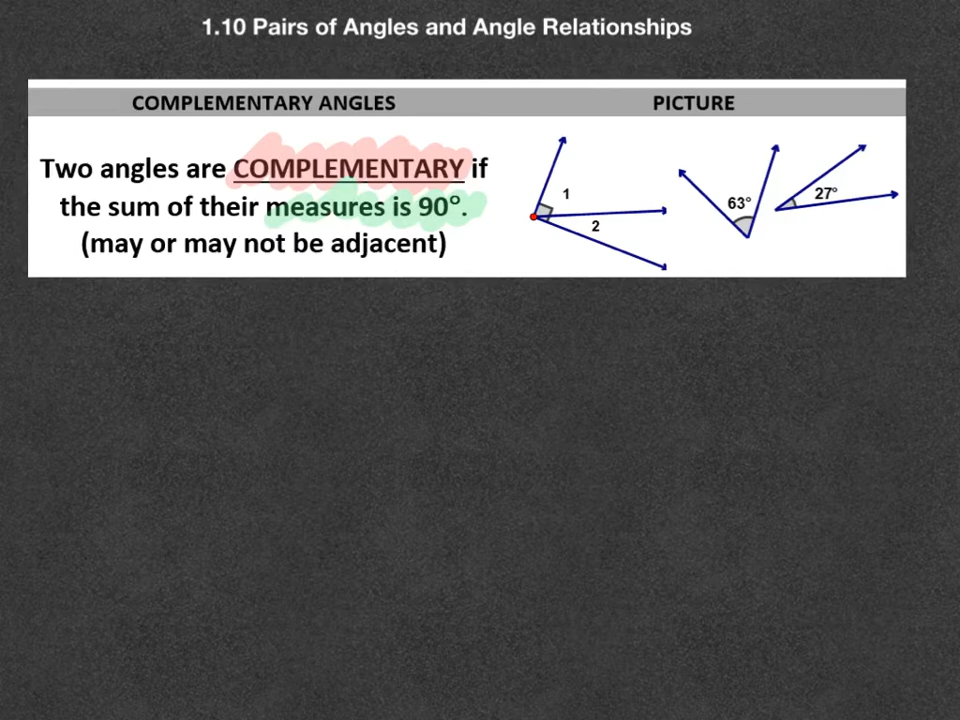 1.10 Pairs of Angles and Angle Relationships
COMPLEMENTARY ANGLES PICTURE
Two angles are COMPLEMENTARY if
the sum of their measures is 90°.
(may or may not be adjacent)
1
2
63°
27°